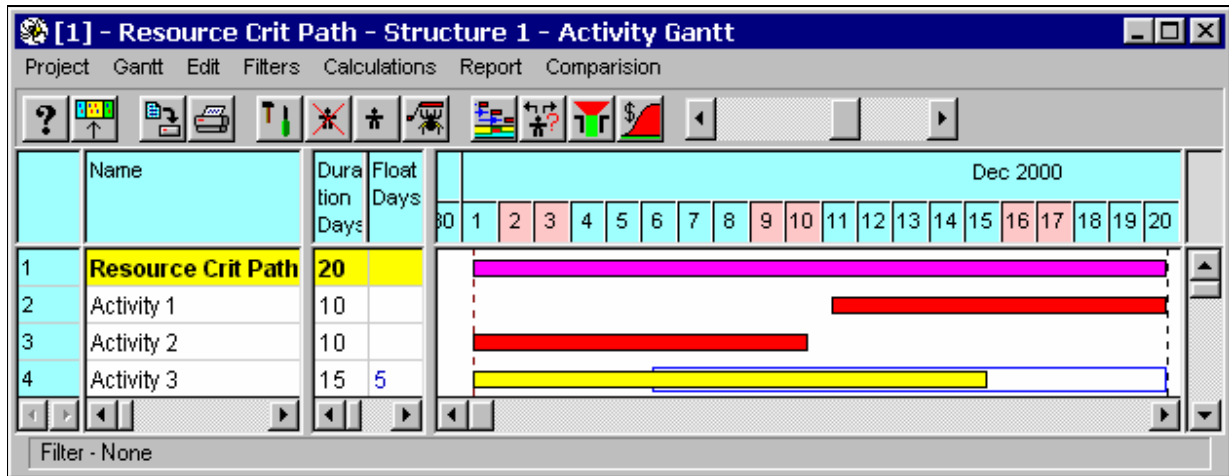 [1] - Resource Crit Path - Structure 1 - Activity Gantt
Project Gantt Edit Filters Calculations Report Comparision
? $
Name Dura Float Dec 2000
tion Days
Days
30 1 2 3 4 5 6 7 8 9 10 11 12 13 14 15 16 17 18 19 20
1 Resource Crit Path 20
2 Activity 1 10
3 Activity 2 10
4 Activity 3 15 5
Filter - None